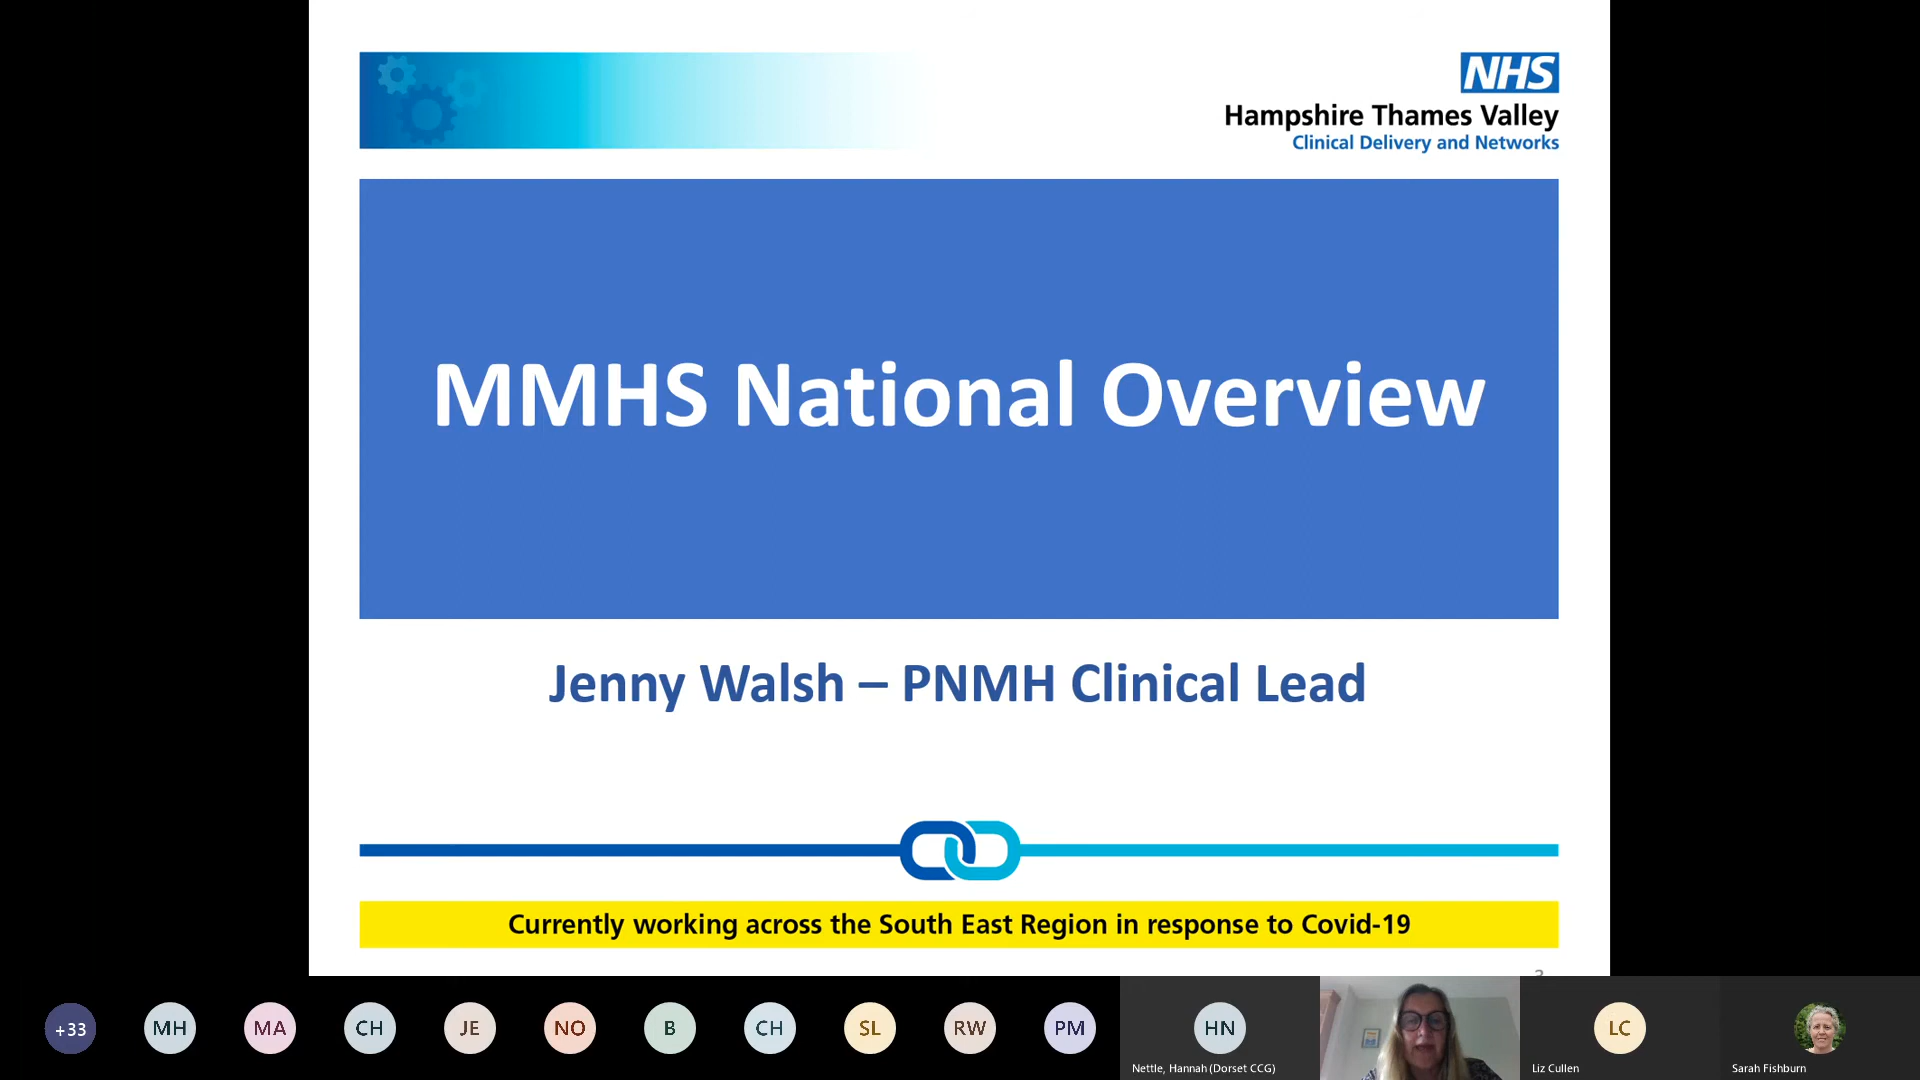 NHS
Hampshire Thames Valley
Clinical Delivery and Networks
MMHS National Overview
Jenny Walsh – PNMH Clinical Lead
Currently working across the South East Region in response to Covid-19
+33
MH
MA
CH
JE
NO
B
CH
SL
RW
PM
HN
LC
Nettle, Hannah (Dorset CCG)
Liz Cullen
Sarah Fishburn